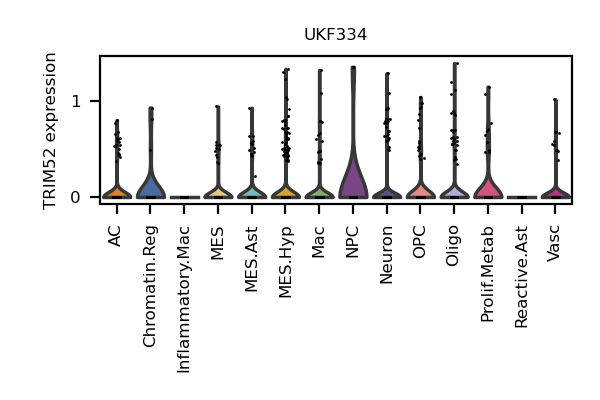 UKF334
TRIM52 expression
1
0
AC
Chromatin.Reg
Inflammatory.Mac
MES
MES.Ast
MES.Hyp
Mac
NPC
Neuron
OPC
Oligo
Prolif.Metab
Reactive.Ast
Vasc